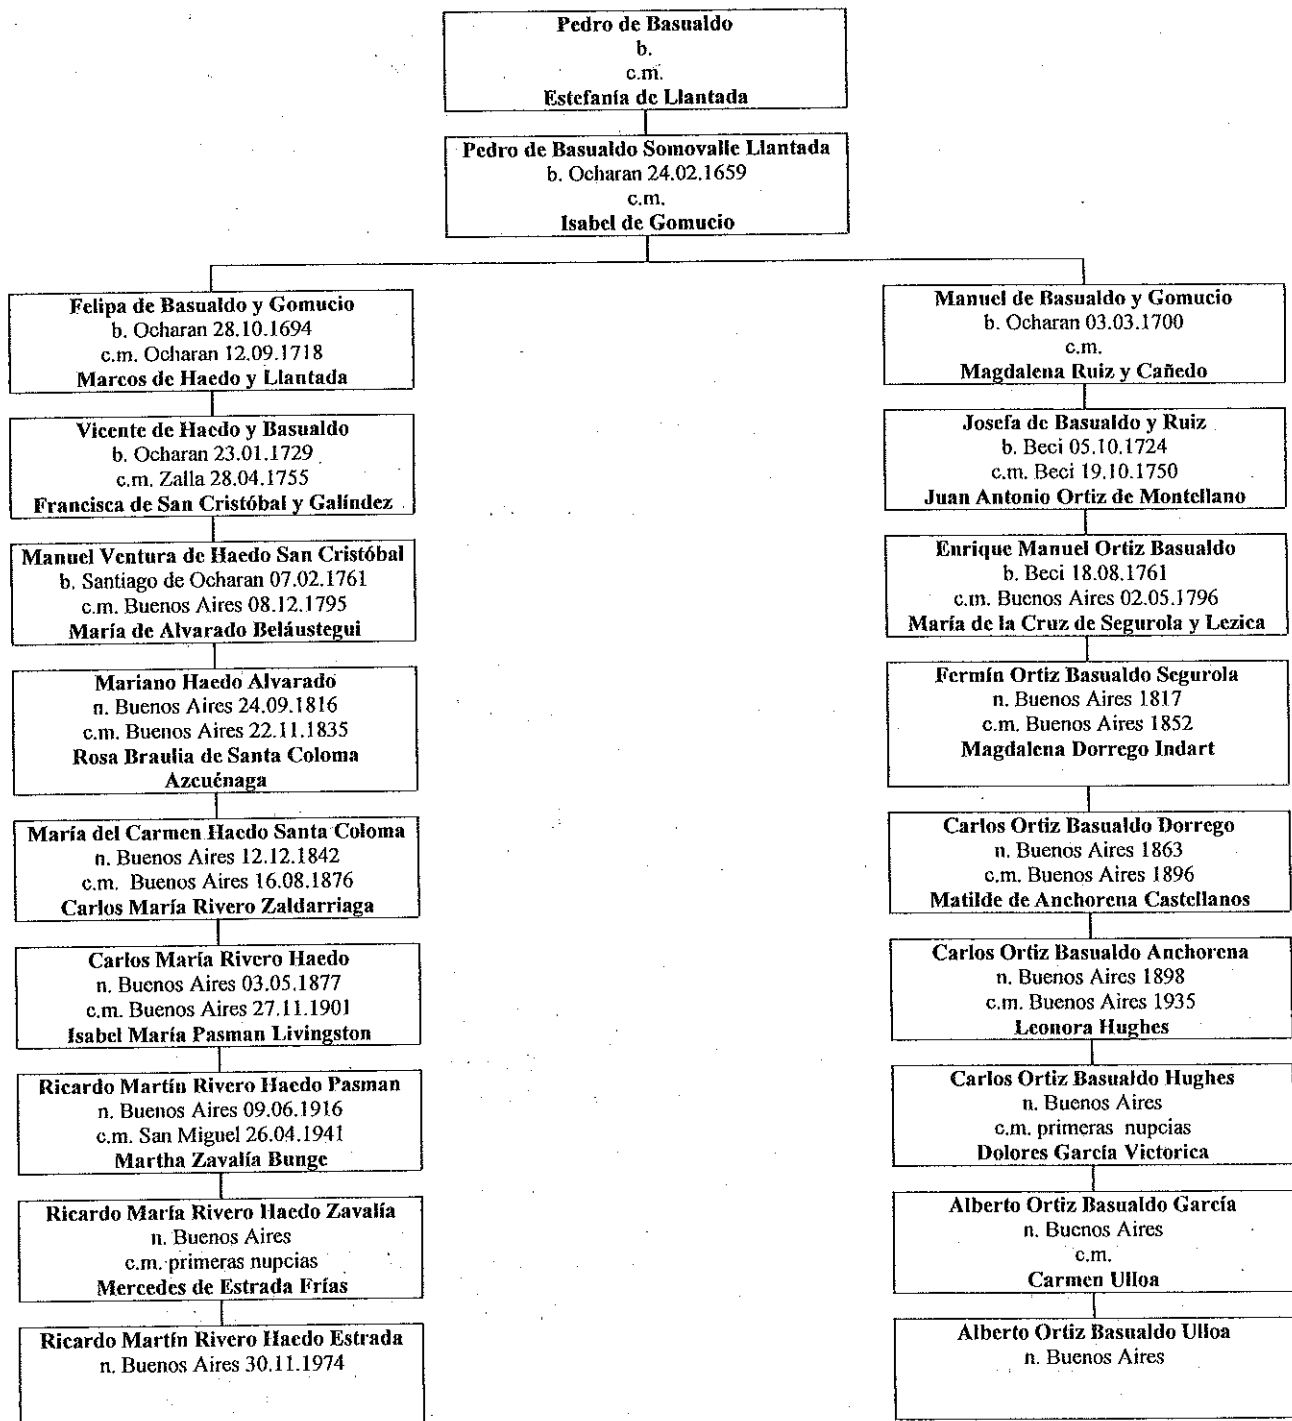 Pedro de Basualdo
b.
c.m.
Estefanía de Llantada
Pedro de Basualdo Somovalle Llantada
b. Ocharan 24.02.1659
c.m.
Isabel de Gomucio
Felipa de Basualdo y Gomucio
b. Ocharan 28.10.1694
c.m. Ocharan 12.09.1718
Marcos de Haedo y Llantada
Vicente de Haedo y Basualdo
b. Ocharan 23.01.1729
c.m. Zalla 28.04.1755
Francisca de San Cristóbal y Galíndez
Manuel Ventura de Haedo San Cristóbal
b. Santiago de Ocharan 07.02.1761
c.m. Buenos Aires 08.12.1795
María de Alvarado Beláustegui
Mariano Haedo Alvarado
n. Buenos Aires 24.09.1816
c.m. Buenos Aires 22.11.1835
Rosa Braulia de Santa Coloma
Azcuénaga
María del Carmen Haedo Santa Coloma
n. Buenos Aires 12.12.1842
c.m. Buenos Aires 16.08.1876
Carlos María Rivero Zaldarriaga
Carlos María Rivero Haedo
n. Buenos Aires 03.05.1877
c.m. Buenos Aires 27.11.1901
Isabel María Pasman Livingston
Ricardo Martín Rivero Haedo Pasman
n. Buenos Aires 09.06.1916
c.m. San Miguel 26.04.1941
Martha Zavalía Bunge
Ricardo María Rivero Haedo Zavalía
n. Buenos Aires
c.m. primeras nupcias
Mercedes de Estrada Frías
Ricardo Martín Rivero Haedo Estrada
n. Buenos Aires 30.11.1974
Manuel de Basualdo y Gomucio
b. Ocharan 03.03.1700
c.m.
Magdalena Ruiz y Cañedo
Josefa de Basualdo y Ruiz
b. Beci 05.10.1724
c.m. Beci 19.10.1750
Juan Antonio Ortiz de Montellano
Enrique Manuel Ortiz Basualdo
b. Beci 18.08.1761
c.m. Buenos Aires 02.05.1796
María de la Cruz de Segurola y Lezica
Fermín Ortiz Basualdo Segurola
n. Buenos Aires 1817
c.m. Buenos Aires 1852
Magdalena Dorrego Indart
Carlos Ortiz Basualdo Dorrego
n. Buenos Aires 1863
c.m. Buenos Aires 1896
Matilde de Anchorena Castellanos
Carlos Ortiz Basualdo Anchorena
n. Buenos Aires 1898
c.m. Buenos Aires 1935
Leonora Hughes
Carlos Ortiz Basualdo Hughes
n. Buenos Aires
c.m. primeras nupcias
Dolores García Victorica
Alberto Ortiz Basualdo García
n. Buenos Aires
c.m.
Carmen Ulloa
Alberto Ortiz Basualdo Ulloa
n. Buenos Aires